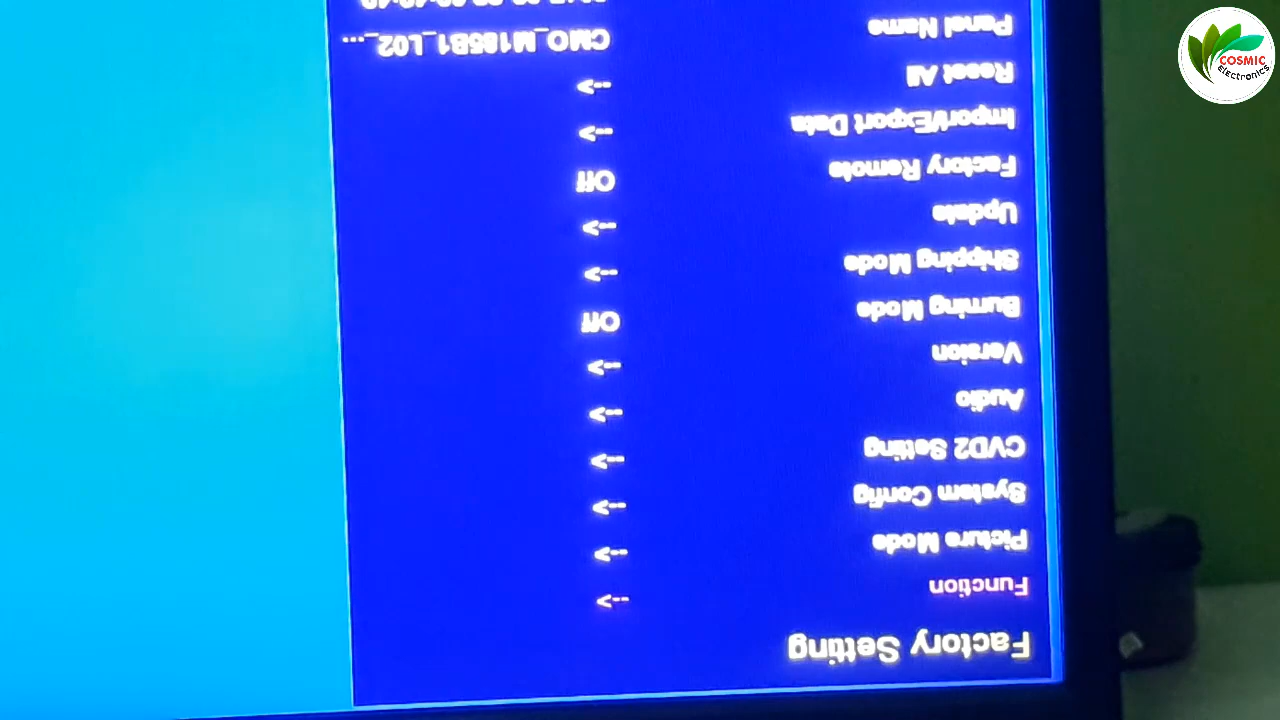 COSMIC
Electronics
Factory Setting
Function -->
Picture Mode -->
System Config -->
CVD2 Setting -->
Audio -->
Version -->
Burning Mode Off
Shipping Mode -->
Update -->
Factory Remote Off
Import/Export Data -->
Reset All -->
Panel Name CMO_M185B1_L02_...